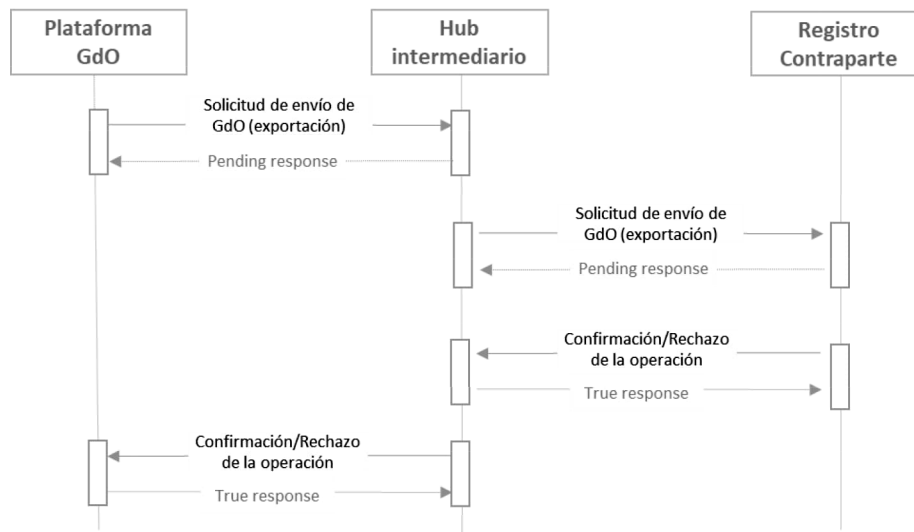 Plataforma
GdO
Hub
intermediario
Registro
Contraparte
Solicitud de envío de
GdO (exportación)
Pending response
Solicitud de envío de
GdO (exportación)
Pending response
Confirmación/Rechazo
de la operación
True response
Confirmación/Rechazo
de la operación
True response